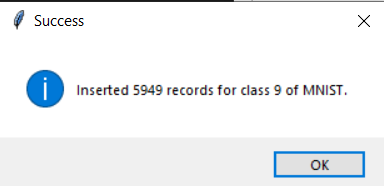 Success
Inserted 5949 records for class 9 of MNIST.
OK